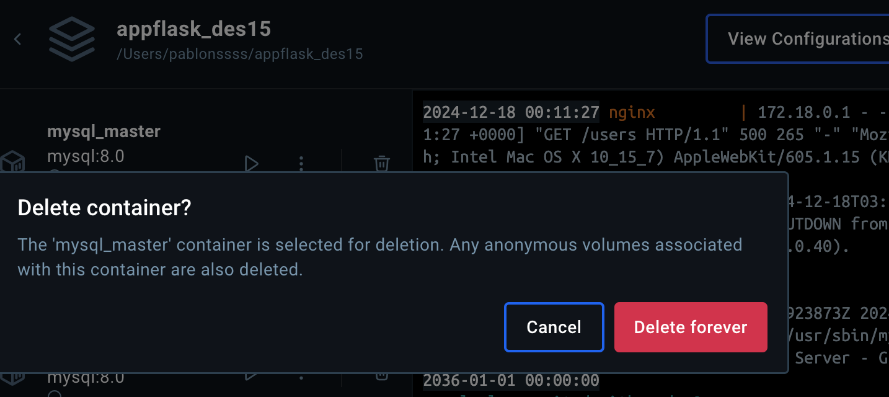 appflask_des15
/Users/pablonssss/appflask_des15
View Configurations
mysql_master
mysql:8.0
2024-12-18 00:11:27 nginx | 172.18.0.1 - -
1:27 +0000] "GET /users HTTP/1.1" 500 265 "-" "Moz
h; Intel Mac OS X 10_15_7) AppleWebKit/605.1.15 (K
4-12-18T03:
UTDOWN from
.0.40).
Delete container?
The 'mysql_master' container is selected for deletion. Any anonymous volumes associated
with this container are also deleted.
Cancel
Delete forever
923873Z 202
/usr/sbin/m
Server - G
mysql:8.0
2036-01-01 00:00:00